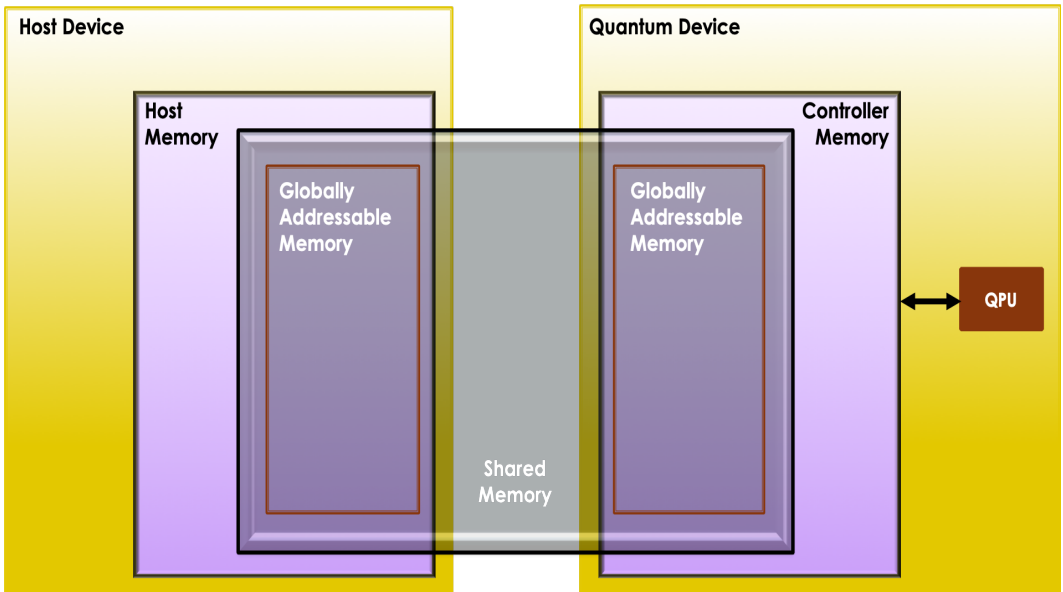 Host Device
Host
Memory
Globally
Addressable
Memory
Shared
Memory
Quantum Device
Controller
Memory
Globally
Addressable
Memory
QPU